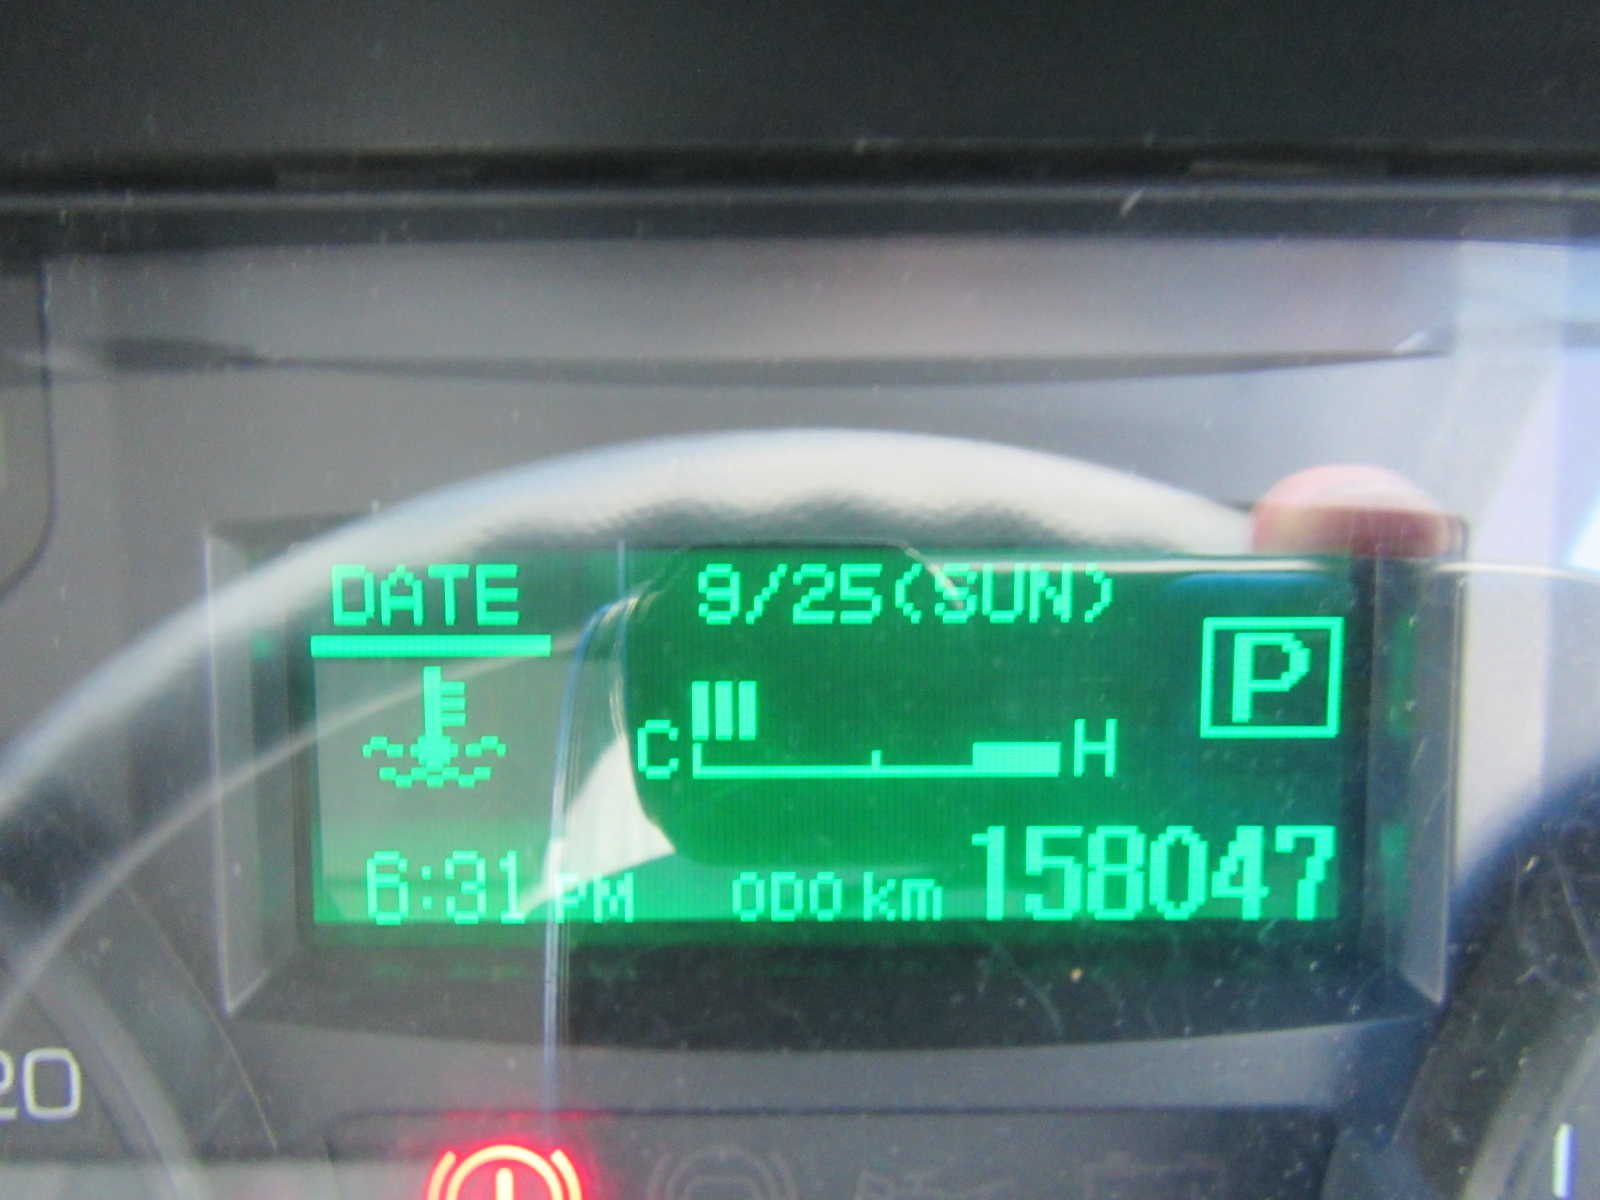 DATE 9/25(SUN)
P
C H
6:31 PM ODO km 158047
20